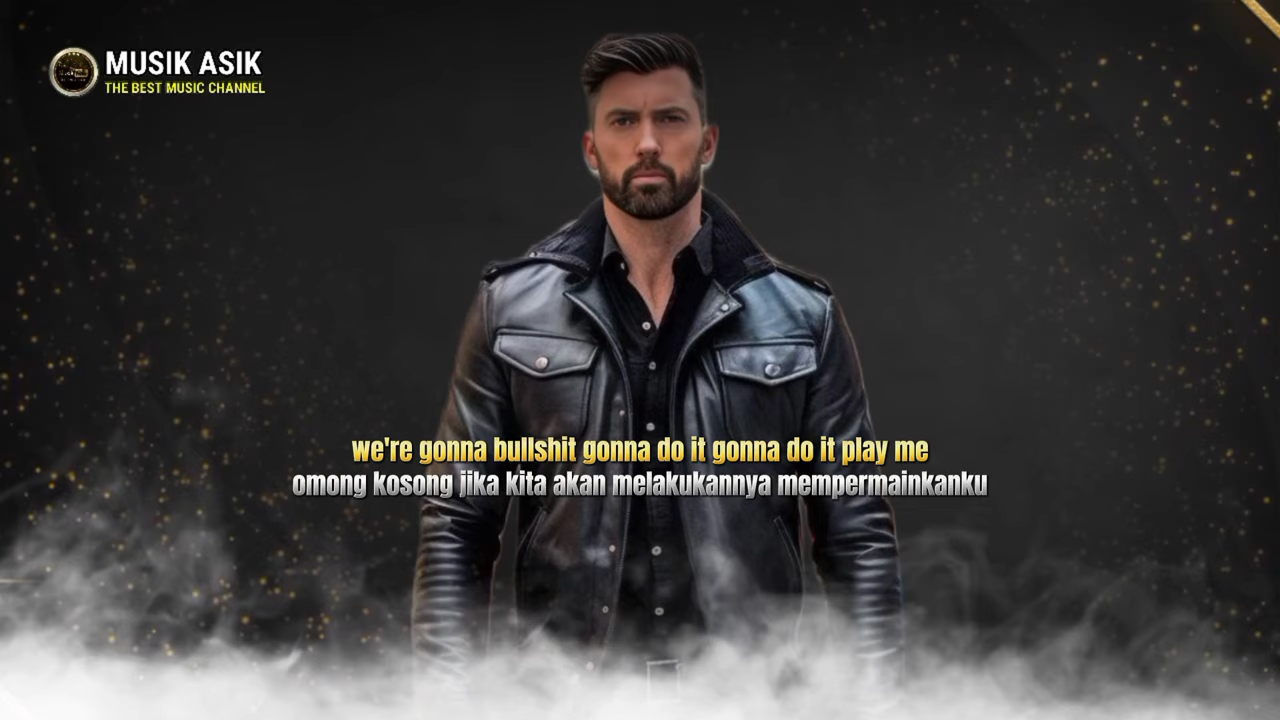 MUSIK ASIK
THE BEST MUSIC CHANNEL
we're gonna bullshit gonna do it gonna do it play me
omong kosong jika kita akan melakukannya mempermainkanku